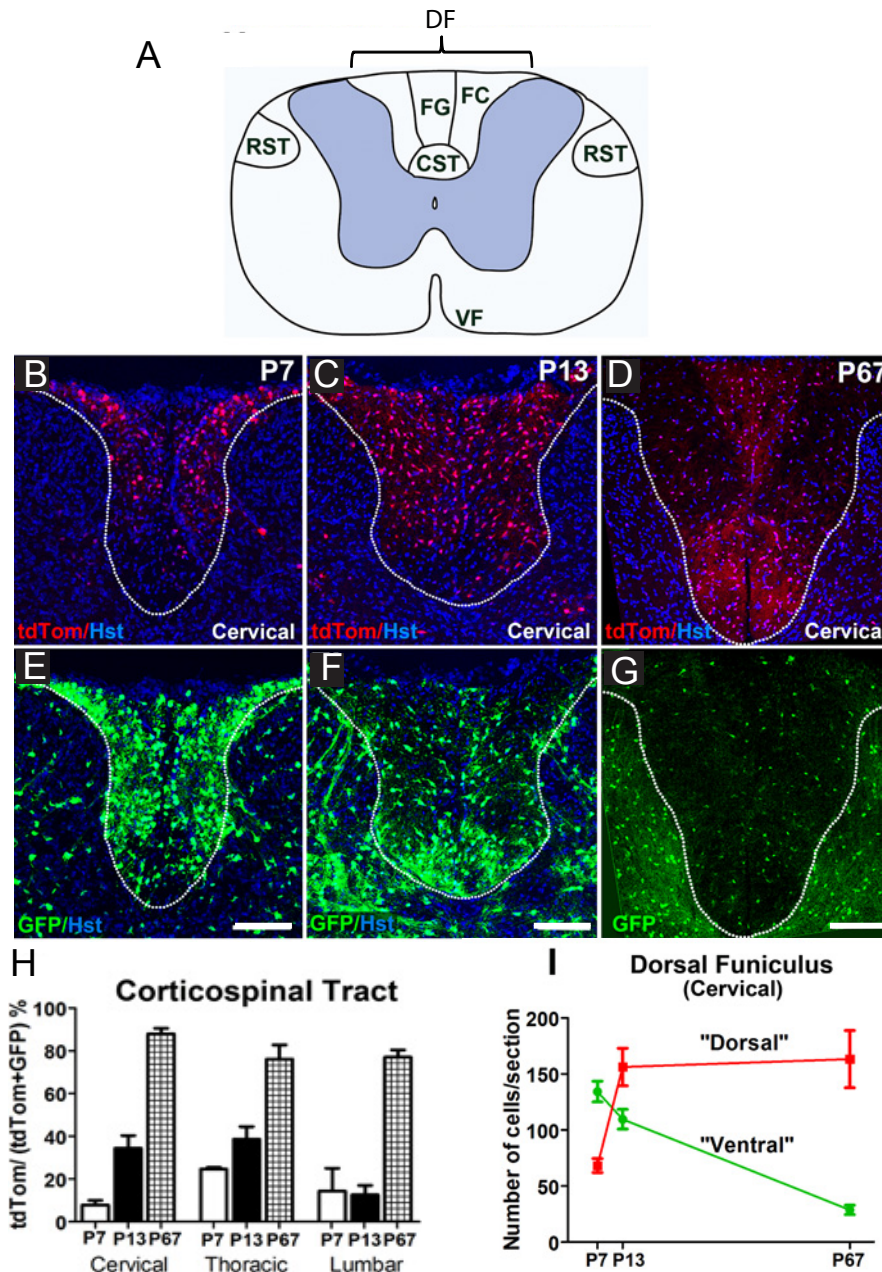 DF
A
FG FC
RST CST RST
VF
B P7
C P13
D P67
tdTom/Hst Cervical
tdTom/Hst- Cervical
tdTom/Hst Cervica
E
F
G
GFP/Hst
GFP/Hst
GFP
H
Corticospinal Tract
tdTom/ (tdTom+GFP) %
100
80
60
40
20
0
P7 P13 P67 P7 P13 P67 P7 P13 P67
Cervical Thoracic Lumbar
I
Dorsal Funiculus
(Cervical)
Number of cells/section
200
150
100
50
0
"Dorsal"
"Ventral"
P7 P13 P67